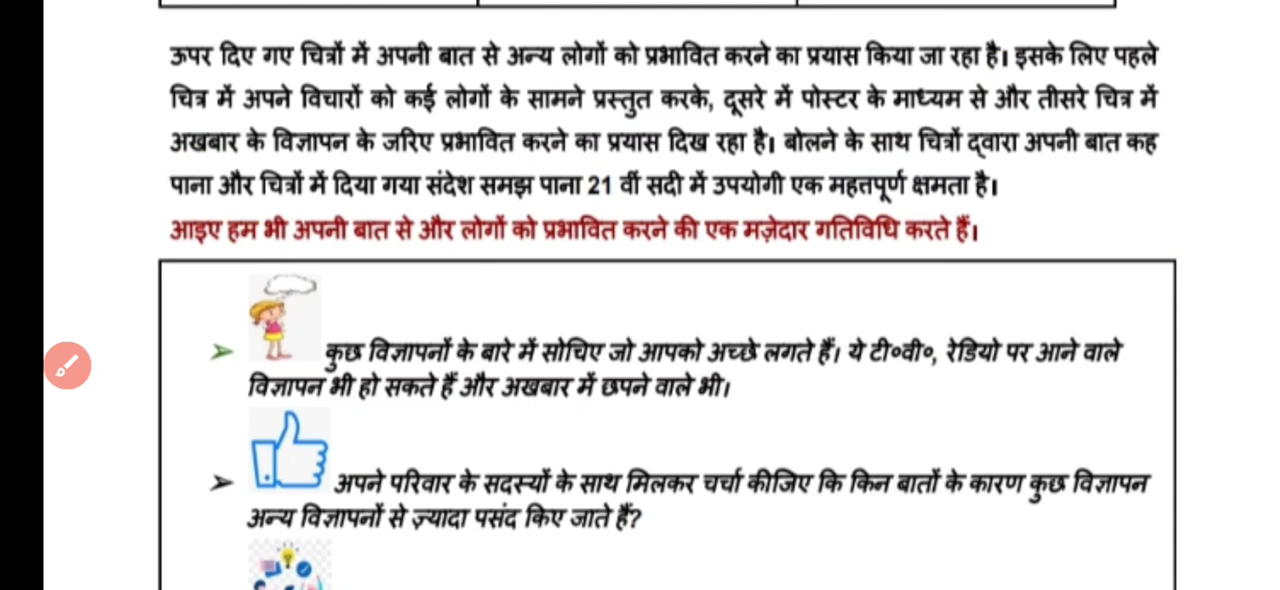 ऊपर दिए गए चित्रों में अपनी बात से अन्य लोगों को प्रभावित करने का प्रयास किया जा रहा है। इसके लिए पहले
चित्र में अपने विचारों को कई लोगों के सामने प्रस्तुत करके, दूसरे में पोस्टर के माध्यम से और तीसरे चित्र में
अखबार के विज्ञापन के जरिए प्रभावित करने का प्रयास दिख रहा है। बोलने के साथ चित्रों द्वारा अपनी बात कह
पाना और चित्रों में दिया गया संदेश समझ पाना 21 वीं सदी में उपयोगी एक महत्तपूर्ण क्षमता है।
आइए हम भी अपनी बात से और लोगों को प्रभावित करने की एक मज़ेदार गतिविधि करते हैं।
➢ कुछ विज्ञापनों के बारे में सोचिए जो आपको अच्छे लगते हैं। ये टी०वी०, रेडियो पर आने वाले
विज्ञापन भी हो सकते हैं और अखबार में छपने वाले भी।
➢ अपने परिवार के सदस्यों के साथ मिलकर चर्चा कीजिए कि किन बातों के कारण कुछ विज्ञापन
अन्य विज्ञापनों से ज़्यादा पसंद किए जाते हैं?